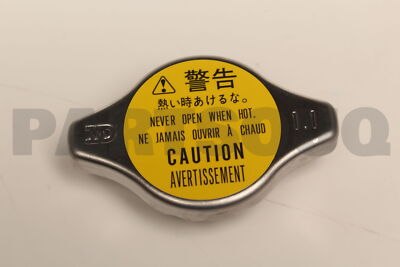 警告
熱い時あけるな。
NEVER OPEN WHEN HOT.
NE JAMAIS OUVRIR À CHAUD
CAUTION
AVERTISSEMENT
1.1